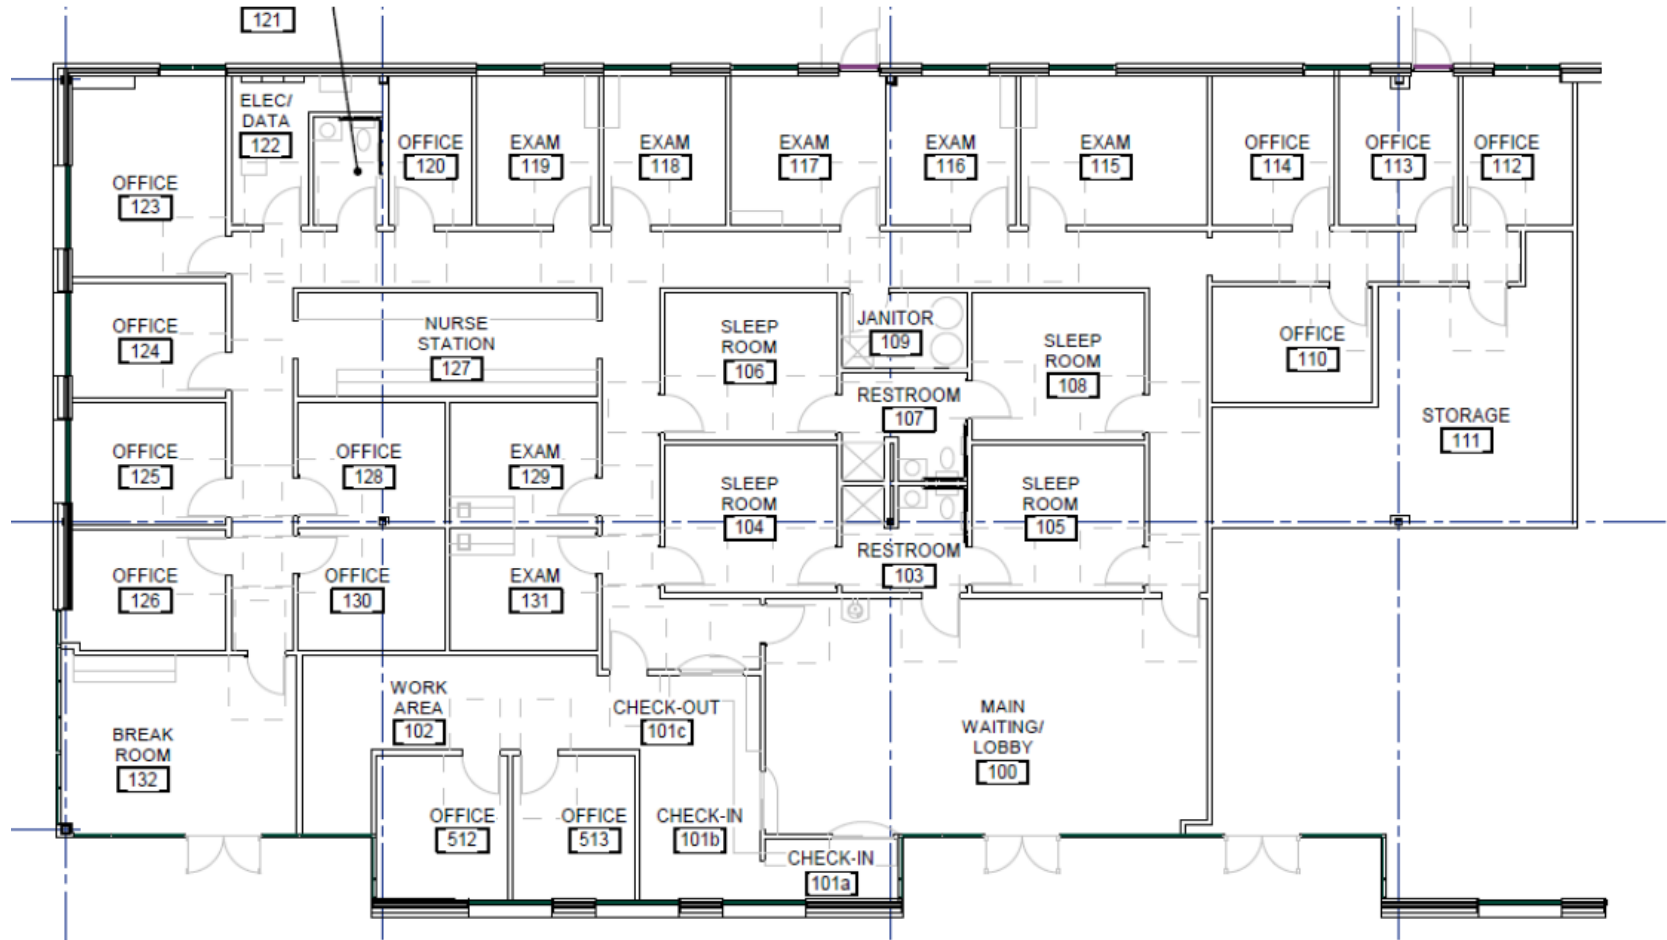 121
ELEC/
DATA
122
OFFICE
123
OFFICE
120
EXAM
119
EXAM
118
EXAM
117
EXAM
116
EXAM
115
OFFICE
114
OFFICE
113
OFFICE
112
OFFICE
124
NURSE
STATION
127
SLEEP
ROOM
106
JANITOR
109
SLEEP
ROOM
108
OFFICE
110
RESTROOM
107
STORAGE
111
OFFICE
125
OFFICE
128
EXAM
129
SLEEP
ROOM
104
SLEEP
ROOM
105
RESTROOM
103
OFFICE
126
OFFICE
130
EXAM
131
WORK
AREA
102
CHECK-OUT
101c
MAIN
WAITING/
LOBBY
100
BREAK
ROOM
132
OFFICE
512
OFFICE
513
CHECK-IN
101b
CHECK-IN
101a